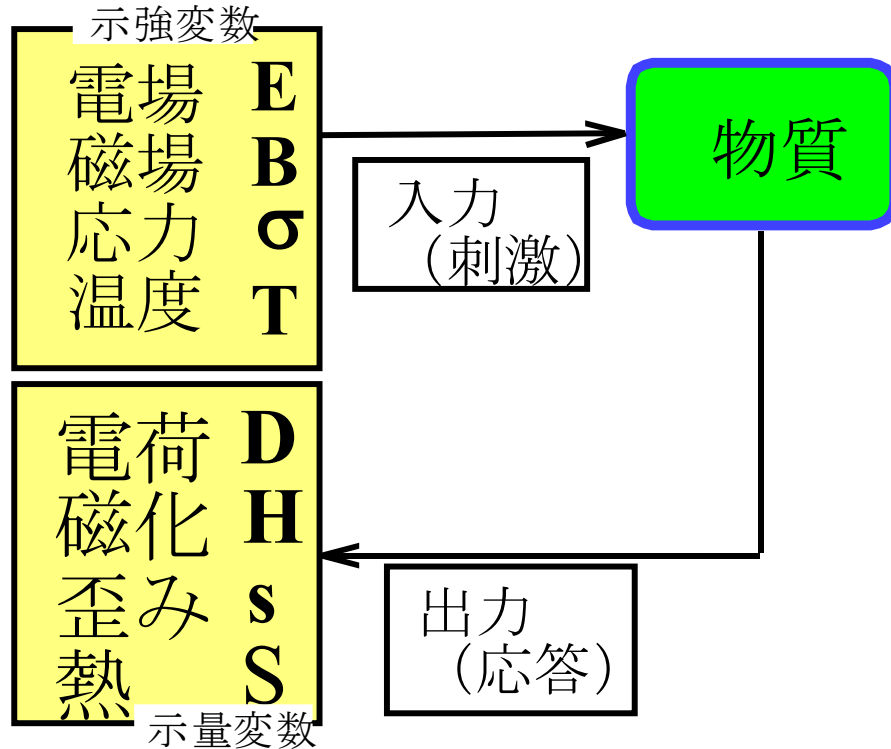 示強変数
電場 E
磁場 B
応力 σ
温度 T
入力
（刺激）
物質
電荷 D
磁化 H
歪み s
熱 S
示量変数
出力
（応答）